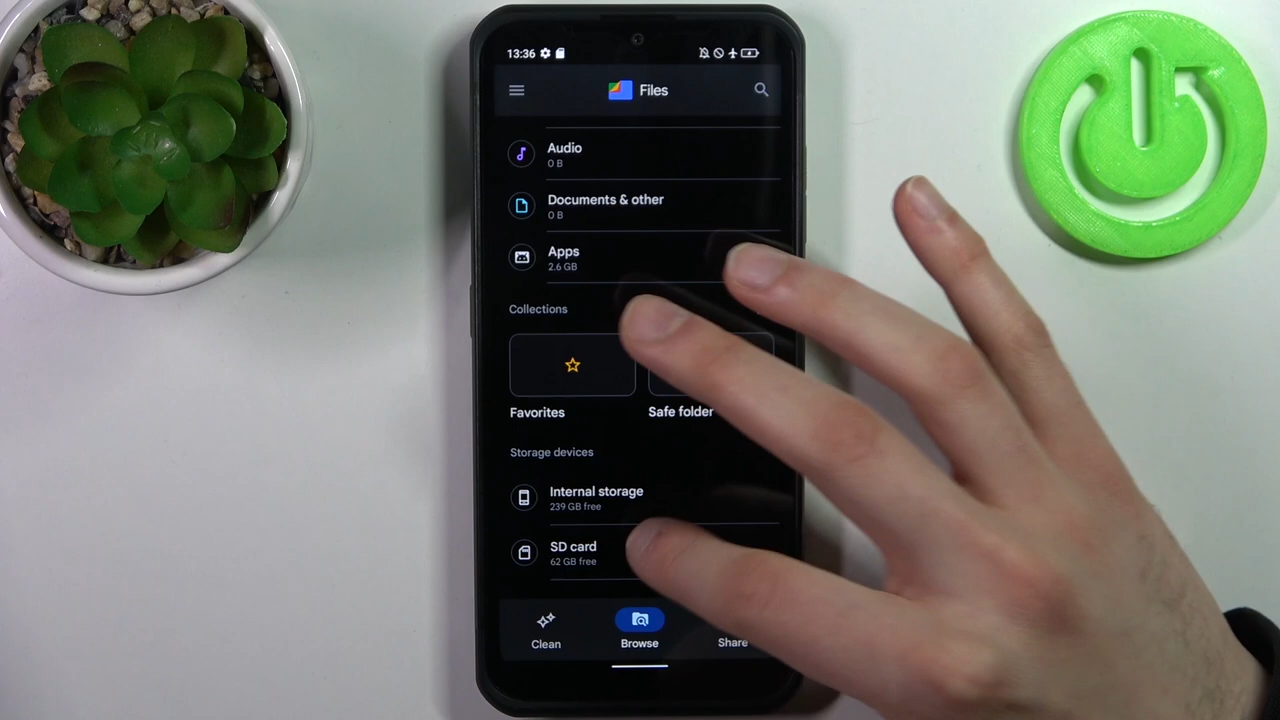 13:36
Files
Audio
0 B
Documents & other
0 B
Apps
2.6 GB
Collections
Favorites
Safe folder
Storage devices
Internal storage
239 GB free
SD card
62 GB free
Clean
Browse
Share